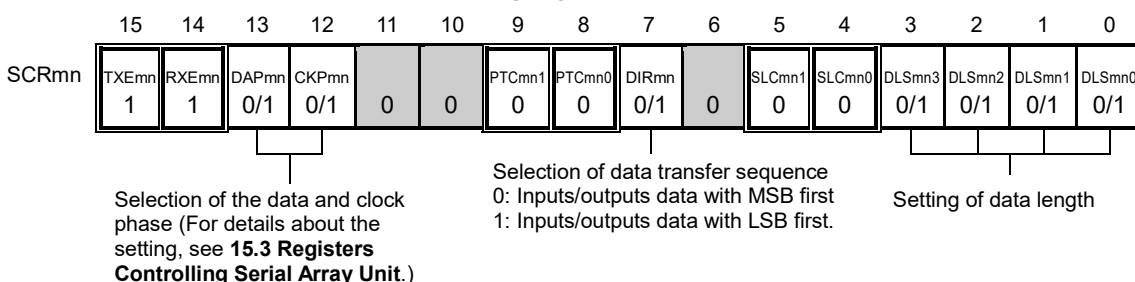 15 14 13 12 11 10 9 8 7 6 5 4 3 2 1 0
SCRmn TXEmn RXEmn DAPmn CKPmn PTCmn1 PTCmn0 DIRmn SLCmn1 SLCmn0 DLSmn3 DLSmn2 DLSmn1 DLSmn0
1 1 0/1 0/1 0 0 0 0 0/1 0 0 0 0/1 0/1 0/1 0/1
Selection of the data and clock
phase (For details about the
setting, see 15.3 Registers
Controlling Serial Array Unit.)
Selection of data transfer sequence
0: Inputs/outputs data with MSB first
1: Inputs/outputs data with LSB first.
Setting of data length